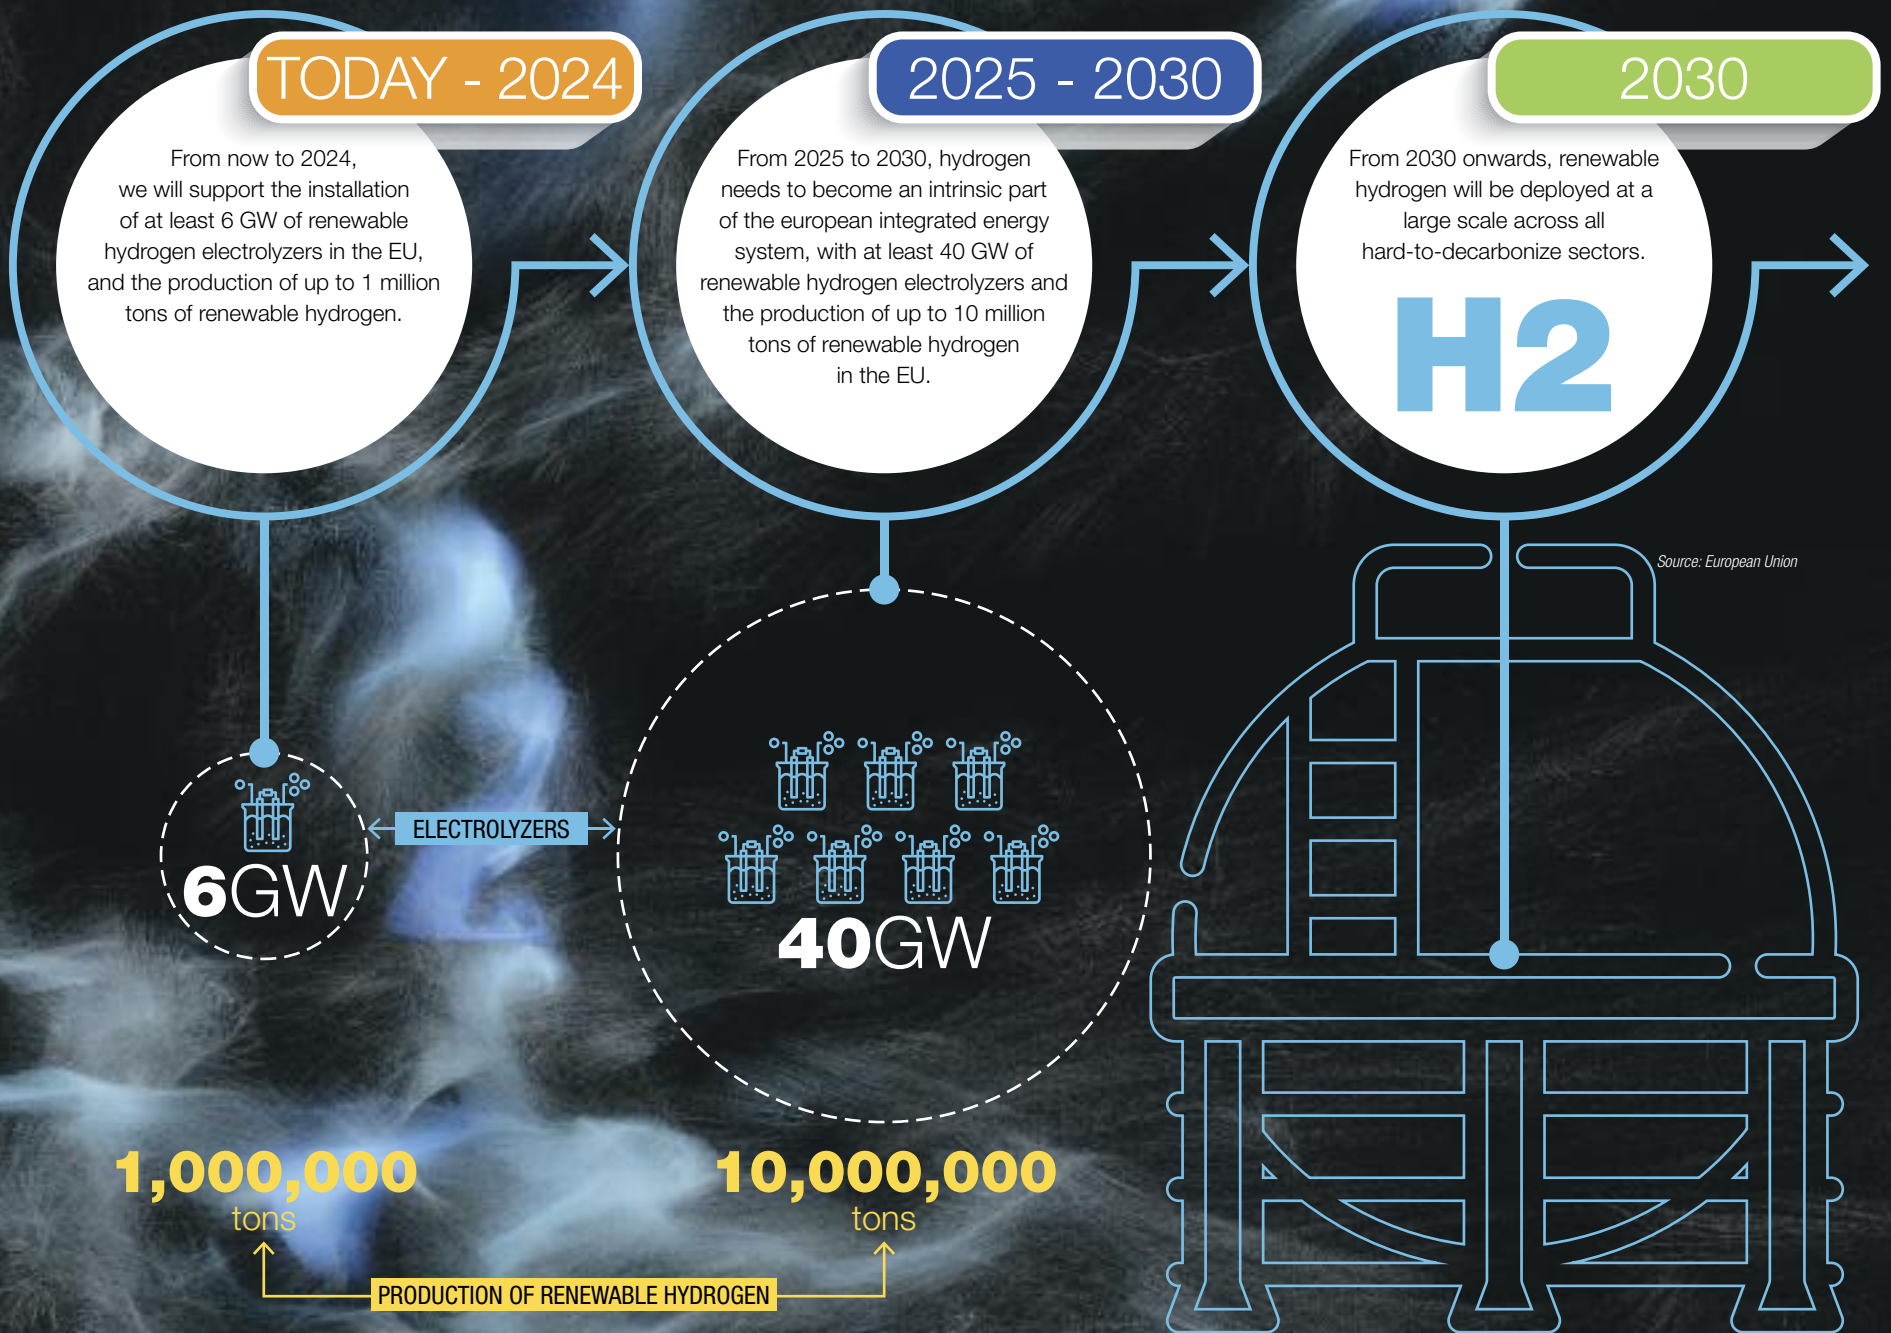 TODAY - 2024
From now to 2024,
we will support the installation
of at least 6 GW of renewable
hydrogen electrolyzers in the EU,
and the production of up to 1 million
tons of renewable hydrogen.
2025 - 2030
From 2025 to 2030, hydrogen
needs to become an intrinsic part
of the european integrated energy
system, with at least 40 GW of
renewable hydrogen electrolyzers and
the production of up to 10 million
tons of renewable hydrogen
in the EU.
2030
From 2030 onwards, renewable
hydrogen will be deployed at a
large scale across all
hard-to-decarbonize sectors.
H2
Source: European Union
6GW
ELECTROLYZERS
40GW
1,000,000
tons
10,000,000
tons
PRODUCTION OF RENEWABLE HYDROGEN